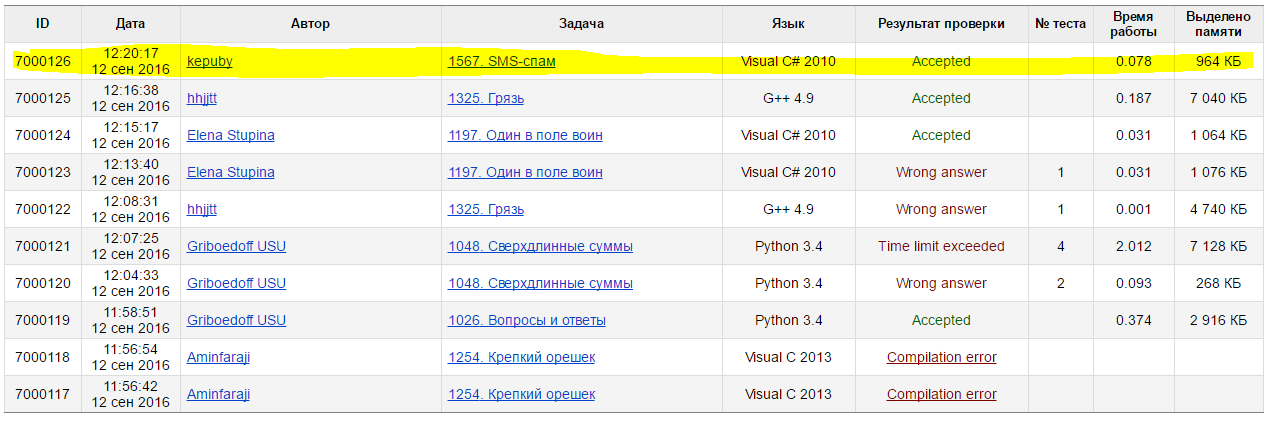 ID Дата Автор Задача Язык Результат проверки № теста Время работы Выделено памяти
7000126 12:20:17 12 сен 2016 kepuby 1567. SMS-спам Visual C# 2010 Accepted 0.078 964 КБ
7000125 12:16:38 12 сен 2016 hhjjtt 1325. Грязь G++ 4.9 Accepted 0.187 7 040 КБ
7000124 12:15:17 12 сен 2016 Elena Stupina 1197. Один в поле воин Visual C# 2010 Accepted 0.031 1 064 КБ
7000123 12:13:40 12 сен 2016 Elena Stupina 1197. Один в поле воин Visual C# 2010 Wrong answer 1 0.031 1 076 КБ
7000122 12:08:31 12 сен 2016 hhjjtt 1325. Грязь G++ 4.9 Wrong answer 1 0.001 4 740 КБ
7000121 12:07:25 12 сен 2016 Griboedoff USU 1048. Сверхдлинные суммы Python 3.4 Time limit exceeded 4 2.012 7 128 КБ
7000120 12:04:33 12 сен 2016 Griboedoff USU 1048. Сверхдлинные суммы Python 3.4 Wrong answer 2 0.093 268 КБ
7000119 11:58:51 12 сен 2016 Griboedoff USU 1026. Вопросы и ответы Python 3.4 Accepted 0.374 2 916 КБ
7000118 11:56:54 12 сен 2016 Aminfaraji 1254. Крепкий орешек Visual C 2013 Compilation error
7000117 11:56:42 12 сен 2016 Aminfaraji 1254. Крепкий орешек Visual C 2013 Compilation error